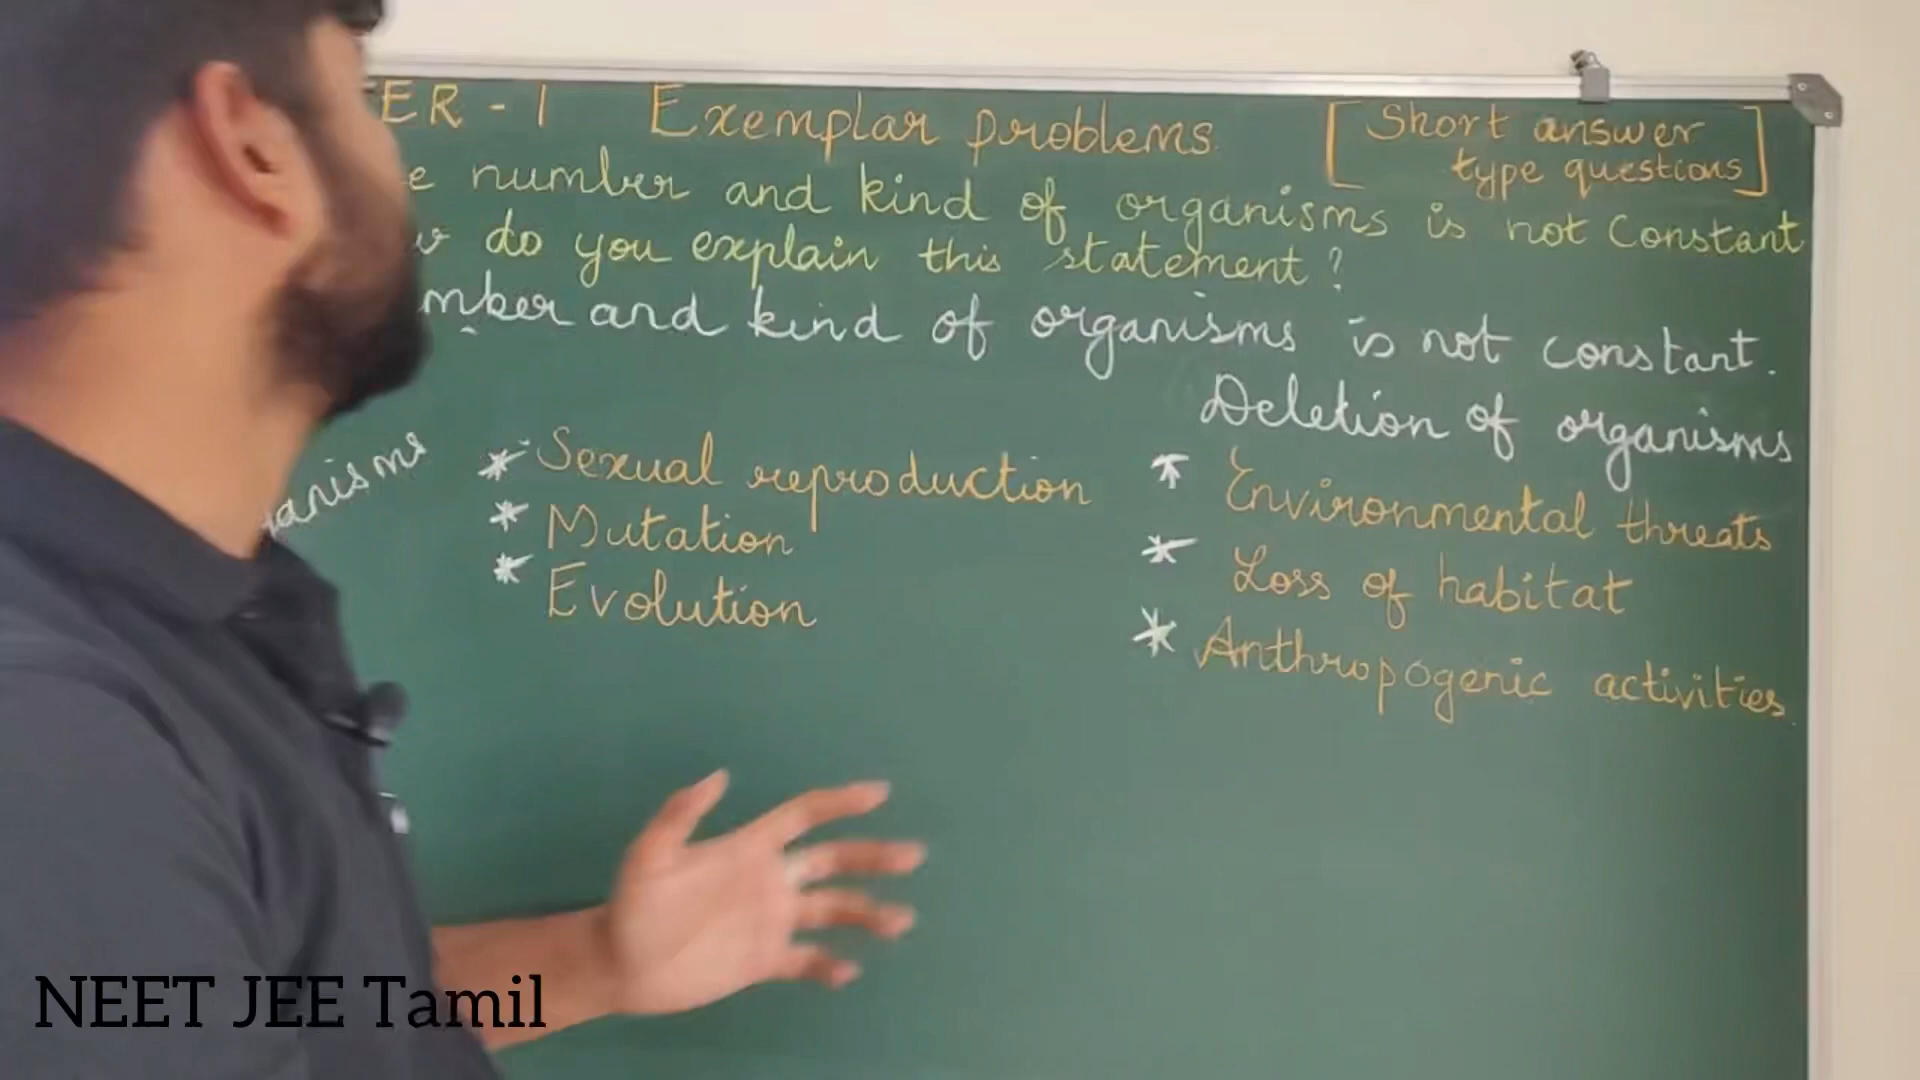 ER - 1 Exemplar problems [Short answer type questions]
e number and kind of organisms is not constant
do you explain this statement?
mber and kind of organisms is not constant.
Deletion of organisms
anisms
* Sexual reproduction
* Mutation
* Evolution
* Environmental threats
* Loss of habitat
* Anthropogenic activities
NEET JEE Tamil